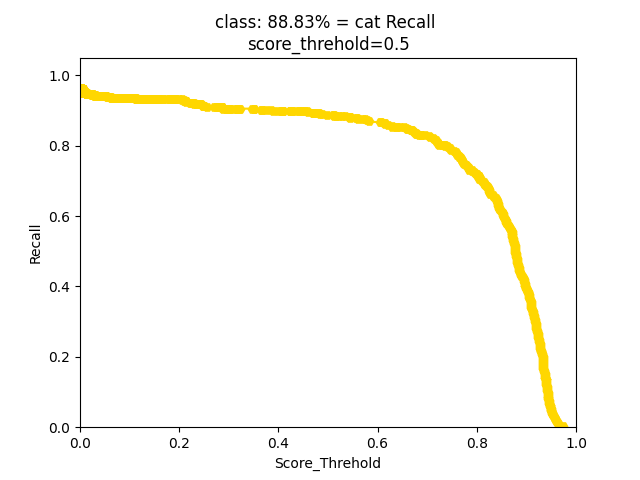 class: 88.83% = cat Recall
score_threhold=0.5
1.0
0.8
0.6
0.4
0.2
0.0
Recall
0.0 0.2 0.4 0.6 0.8 1.0
Score_Threhold